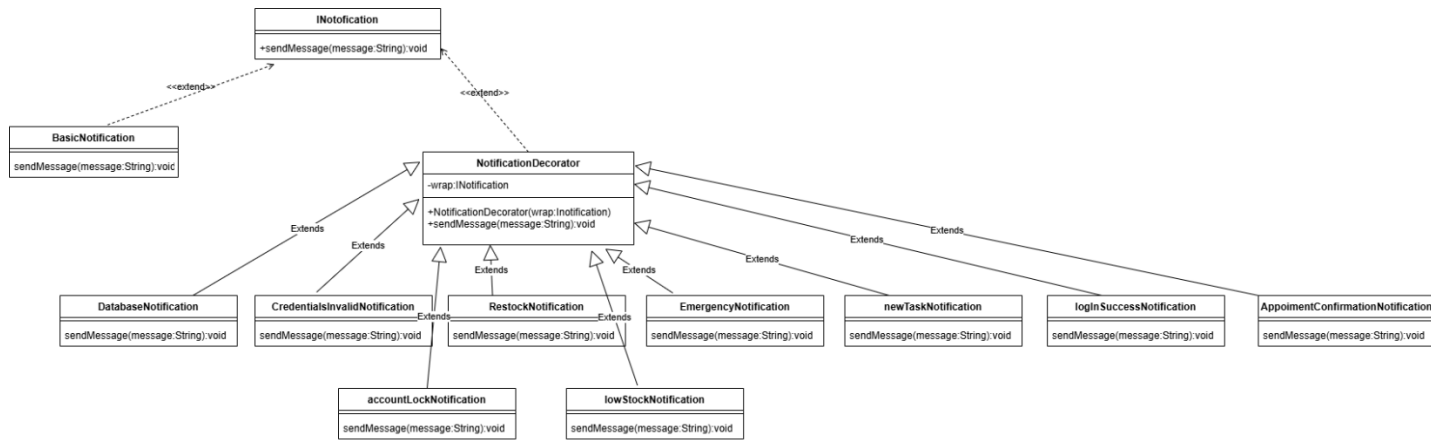 INotofication
+sendMessage(message:String):void
<<extend>>
<<extend>>
BasicNotification
sendMessage(message:String):void
NotificationDecorator
-wrap:INotification
+NotificationDecorator(wrap:Inotification)
+sendMessage(message:String):void
Extends
Extends
Extends
Extends
Extends
Extends
Extends
Extends
Extends
DatabaseNotification
sendMessage(message:String):void
CredentialsInvalidNotification
sendMessage(message:String):void
RestockNotification
sendMessage(message:String):void
EmergencyNotification
sendMessage(message:String):void
newTaskNotification
sendMessage(message:String):void
logInSuccessNotification
sendMessage(message:String):void
AppoimentConfirmationNotification
sendMessage(message:String):void
accountLockNotification
sendMessage(message:String):void
lowStockNotification
sendMessage(message:String):void